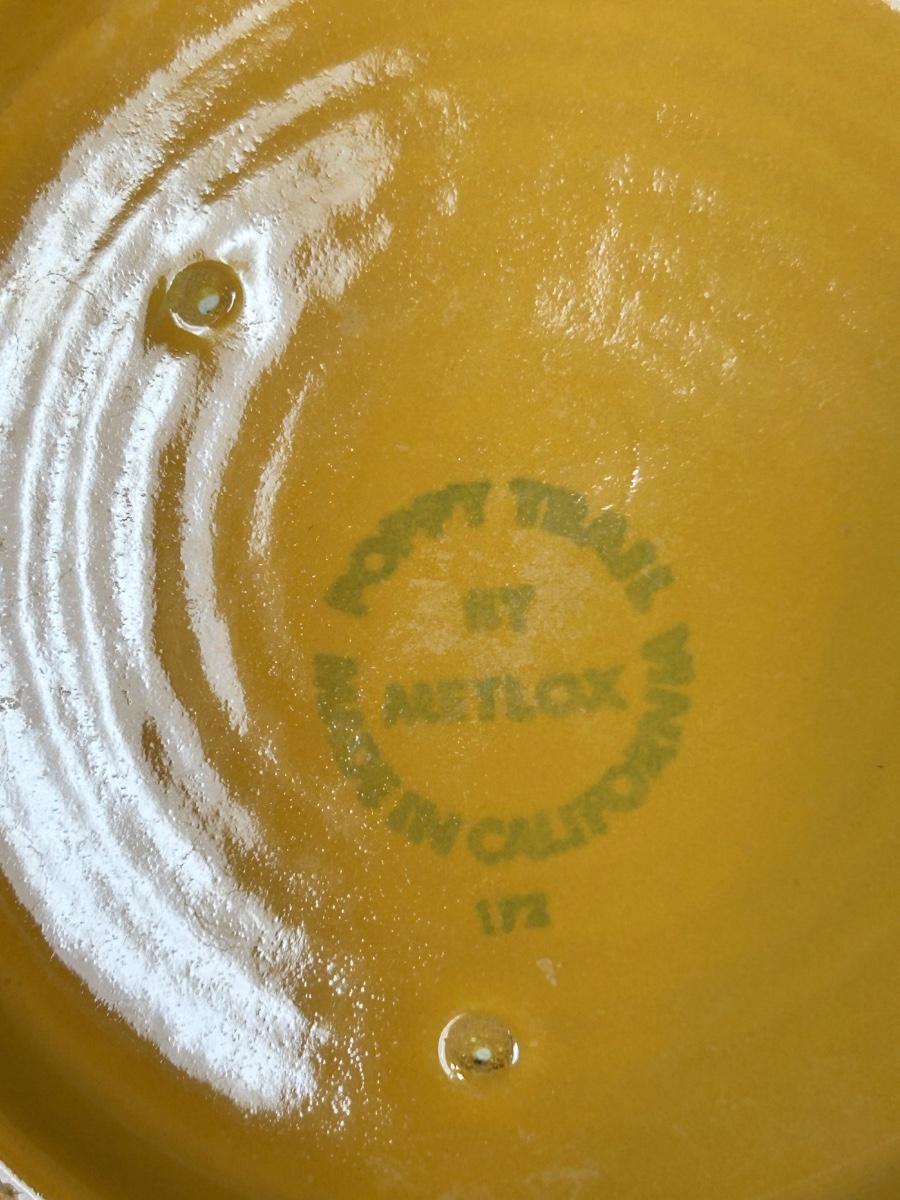 POPPY TRAIL
BY
METLOX
MADE IN CALIFORNIA
172